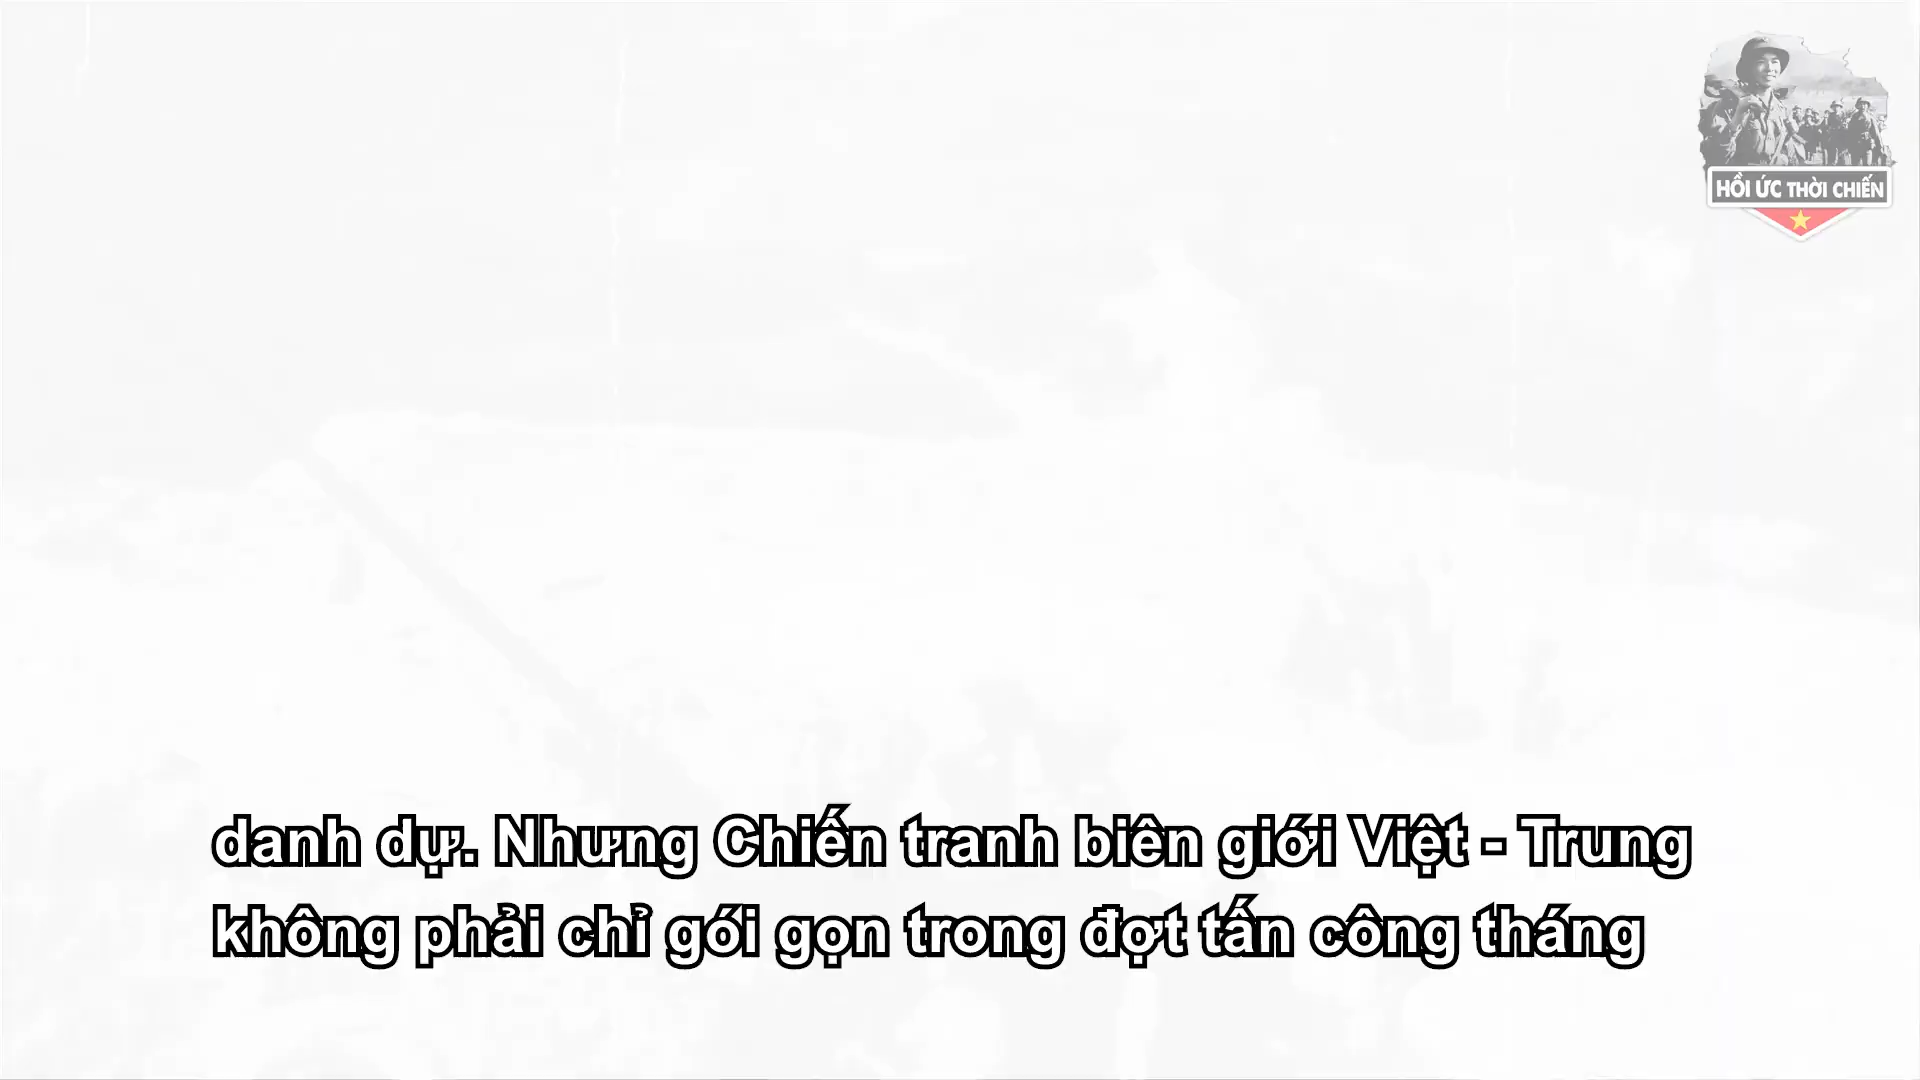 HỒI ỨC THỜI CHIẾN
danh dự. Nhưng Chiến tranh biên giới Việt - Trung
không phải chỉ gói gọn trong đợt tấn công tháng